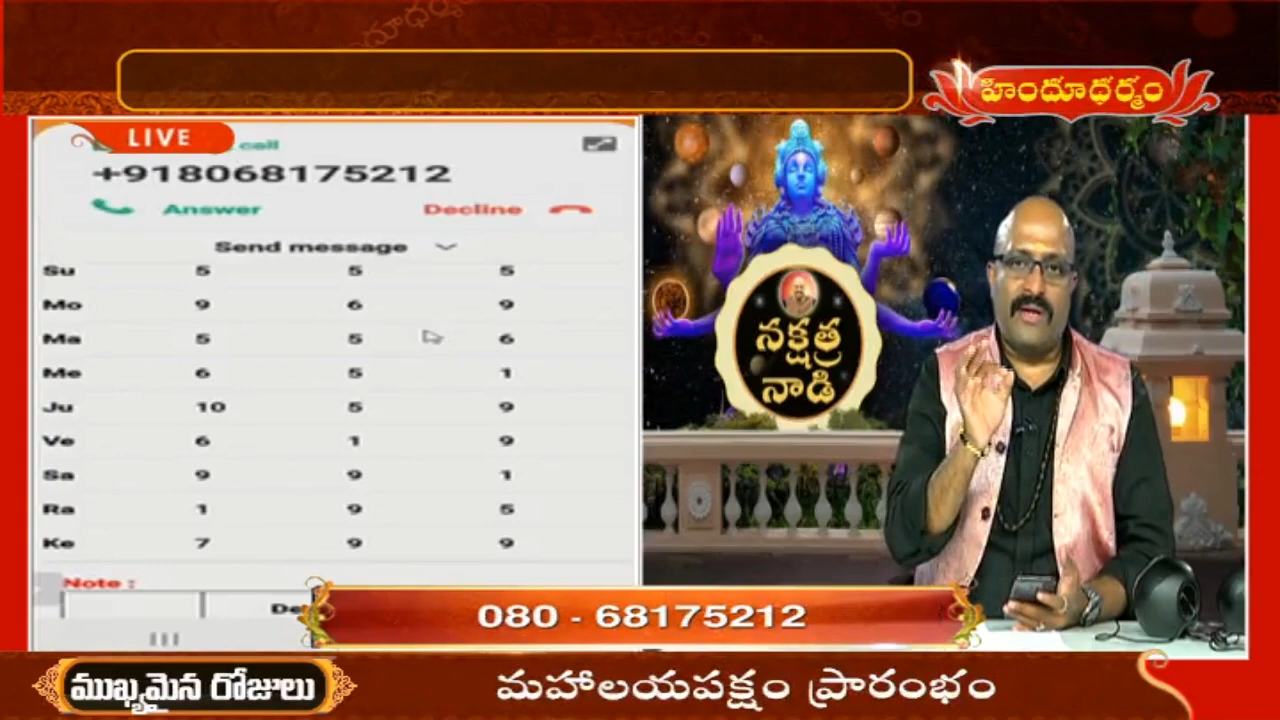 హిందూధర్మం
LIVE
call
+918068175212
Answer Decline
Send message
Su 5 5 5
Mo 9 6 9
Ma 5 5 6
Me 6 5 1
Ju 10 5 9
Ve 6 1 9
Sa 9 9 1
Ra 1 9 5
Ke 7 9 9
Note :
De
నక్షత్ర
నాడి
080 - 68175212
ముఖ్యమైన రోజులు
మహాలయపక్షం ప్రారంభం